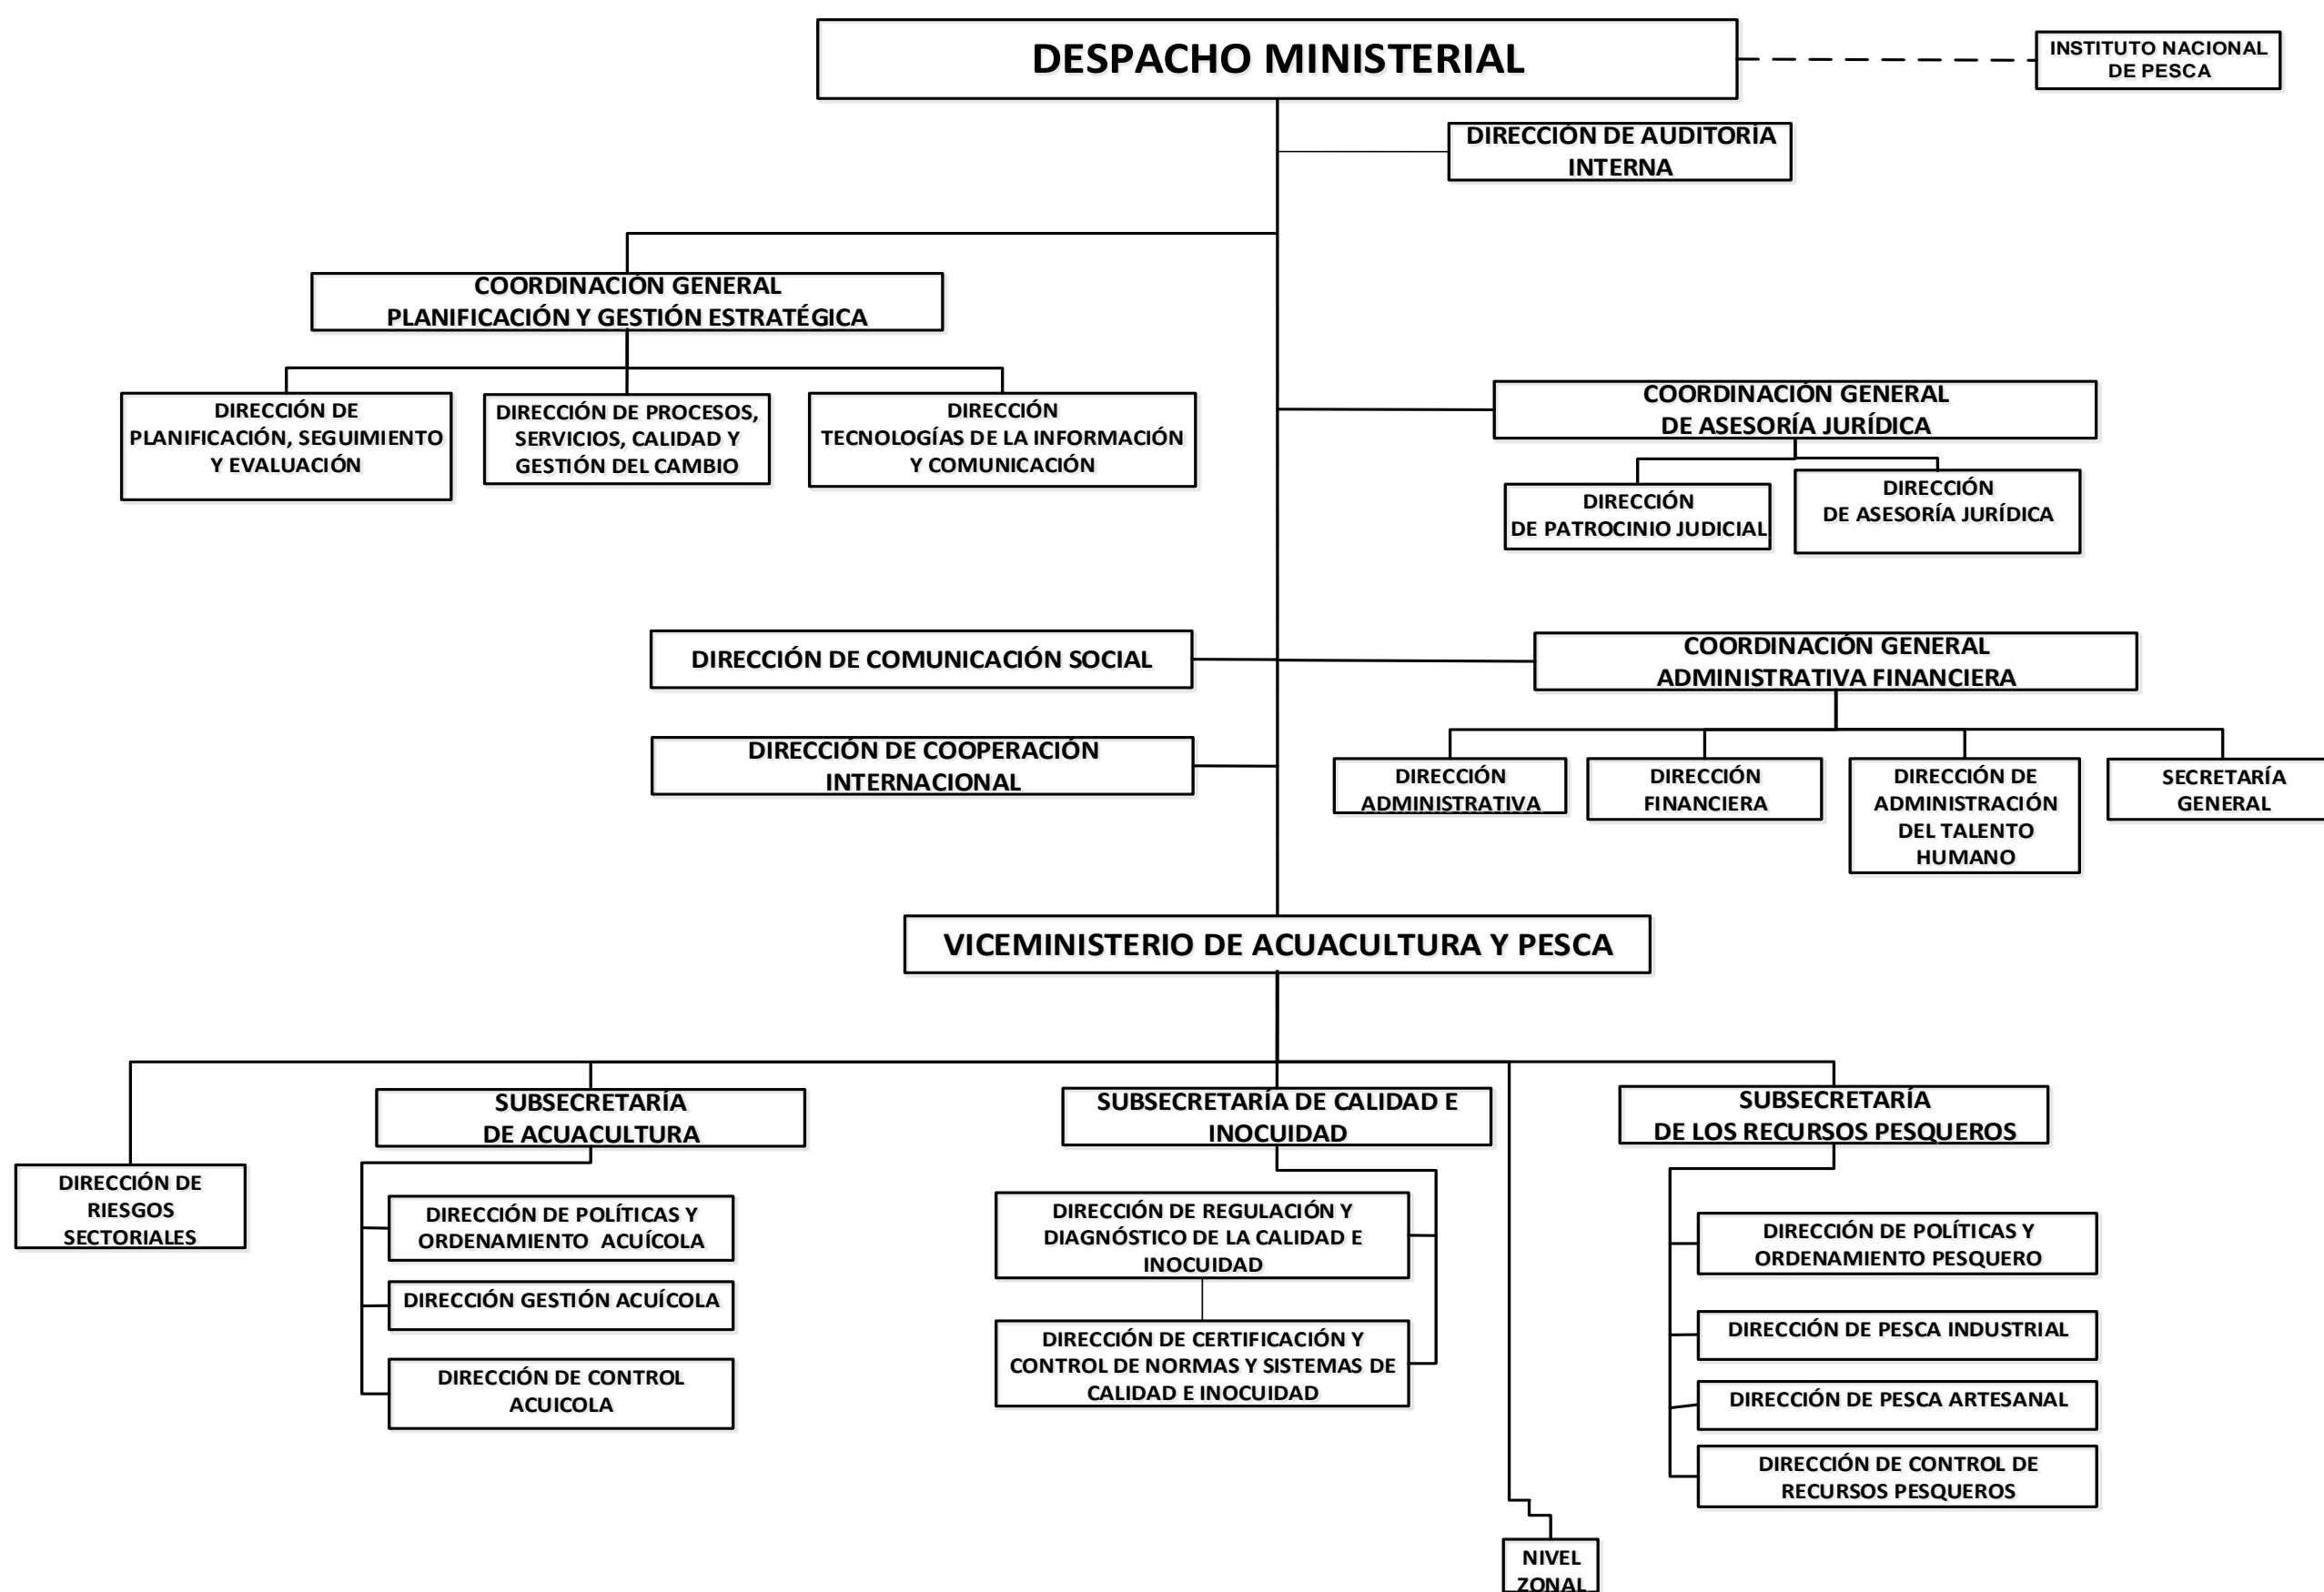 DESPACHO MINISTERIAL
INSTITUTO NACIONAL
DE PESCA
DIRECCIÓN DE AUDITORÍA
INTERNA
COORDINACIÓN GENERAL
PLANIFICACIÓN Y GESTIÓN ESTRATÉGICA
DIRECCIÓN DE
PLANIFICACIÓN, SEGUIMIENTO
Y EVALUACIÓN
DIRECCIÓN DE PROCESOS,
SERVICIOS, CALIDAD Y
GESTIÓN DEL CAMBIO
DIRECCIÓN
TECNOLOGÍAS DE LA INFORMACIÓN
Y COMUNICACIÓN
COORDINACIÓN GENERAL
DE ASESORÍA JURÍDICA
DIRECCIÓN
DE PATROCINIO JUDICIAL
DIRECCIÓN
DE ASESORÍA JURÍDICA
DIRECCIÓN DE COMUNICACIÓN SOCIAL
COORDINACIÓN GENERAL
ADMINISTRATIVA FINANCIERA
DIRECCIÓN DE COOPERACIÓN
INTERNACIONAL
DIRECCIÓN
ADMINISTRATIVA
DIRECCIÓN
FINANCIERA
DIRECCIÓN DE
ADMINISTRACIÓN
DEL TALENTO
HUMANO
SECRETARÍA
GENERAL
VICEMINISTERIO DE ACUACULTURA Y PESCA
SUBSECRETARÍA
DE ACUACULTURA
SUBSECRETARÍA DE CALIDAD E
INOCUIDAD
SUBSECRETARÍA
DE LOS RECURSOS PESQUEROS
DIRECCIÓN DE
RIESGOS
SECTORIALES
DIRECCIÓN DE POLÍTICAS Y
ORDENAMIENTO  ACUÍCOLA
DIRECCIÓN GESTIÓN ACUÍCOLA
DIRECCIÓN DE CONTROL
ACUICOLA
DIRECCIÓN DE REGULACIÓN Y
DIAGNÓSTICO DE LA CALIDAD E
INOCUIDAD
DIRECCIÓN DE CERTIFICACIÓN Y
CONTROL DE NORMAS Y SISTEMAS DE
CALIDAD E INOCUIDAD
DIRECCIÓN DE POLÍTICAS Y
ORDENAMIENTO PESQUERO
DIRECCIÓN DE PESCA INDUSTRIAL
DIRECCIÓN DE PESCA ARTESANAL
DIRECCIÓN DE CONTROL DE
RECURSOS PESQUEROS
NIVEL
ZONAL